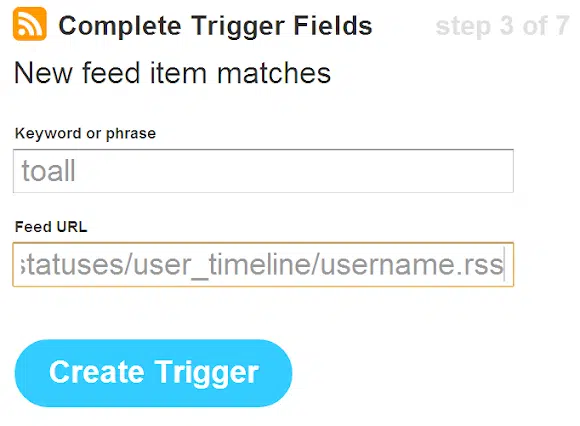 Complete Trigger Fields step 3 of 7
New feed item matches
Keyword or phrase
toall
Feed URL
statuses/user_timeline/username.rss
Create Trigger